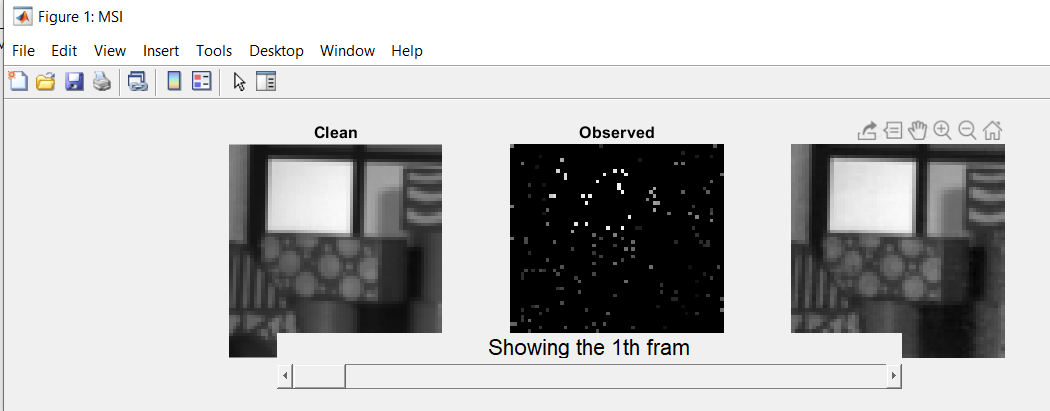 Figure 1: MSI
File Edit View Insert Tools Desktop Window Help
Clean Observed
Showing the 1th fram